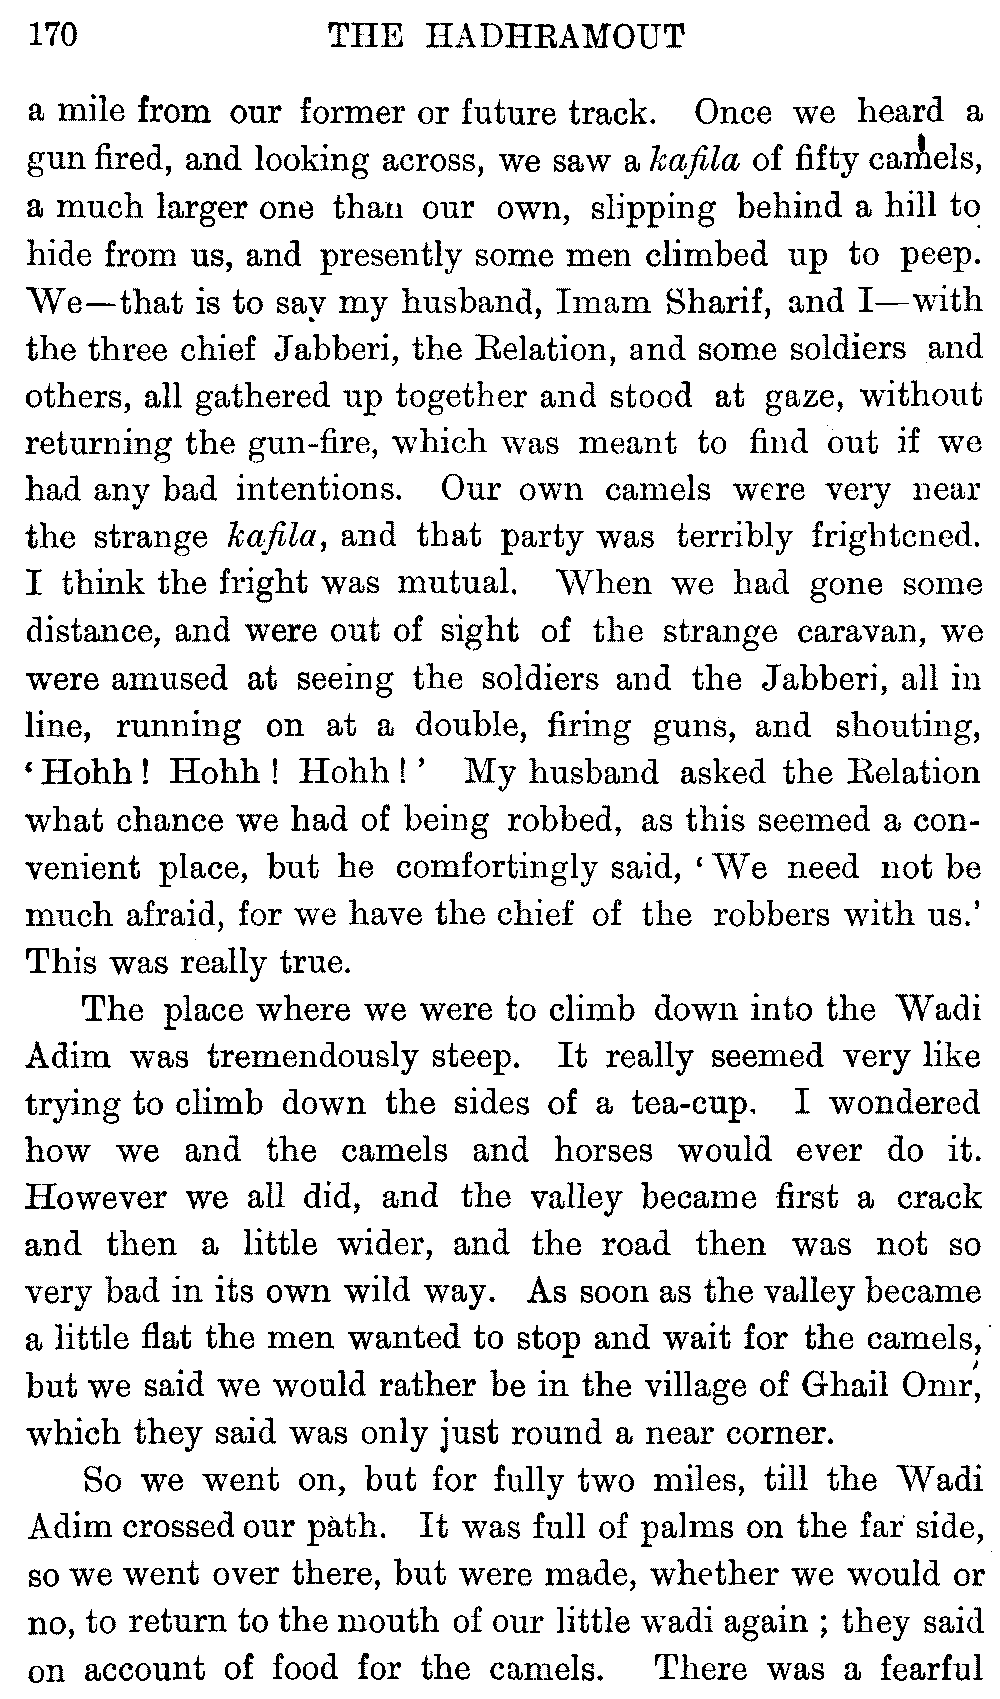 170 THE HADHRAMOUT
a mile from our former or future track. Once we heard a
gun fired, and looking across, we saw a kafila of fifty camels,
a much larger one than our own, slipping behind a hill to
hide from us, and presently some men climbed up to peep.
We—that is to say my husband, Imam Sharif, and I—with
the three chief Jabberi, the Relation, and some soldiers and
others, all gathered up together and stood at gaze, without
returning the gun-fire, which was meant to find out if we
had any bad intentions. Our own camels were very near
the strange kafila, and that party was terribly frightened.
I think the fright was mutual. When we had gone some
distance, and were out of sight of the strange caravan, we
were amused at seeing the soldiers and the Jabberi, all in
line, running on at a double, firing guns, and shouting,
‘Hohh! Hohh! Hohh!’ My husband asked the Relation
what chance we had of being robbed, as this seemed a con-
venient place, but he comfortingly said, ‘We need not be
much afraid, for we have the chief of the robbers with us.’
This was really true.
The place where we were to climb down into the Wadi
Adim was tremendously steep. It really seemed very like
trying to climb down the sides of a tea-cup. I wondered
how we and the camels and horses would ever do it.
However we all did, and the valley became first a crack
and then a little wider, and the road then was not so
very bad in its own wild way. As soon as the valley became
a little flat the men wanted to stop and wait for the camels,
but we said we would rather be in the village of Ghail Omr,
which they said was only just round a near corner.
So we went on, but for fully two miles, till the Wadi
Adim crossed our path. It was full of palms on the far side,
so we went over there, but were made, whether we would or
no, to return to the mouth of our little wadi again; they said
on account of food for the camels. There was a fearful